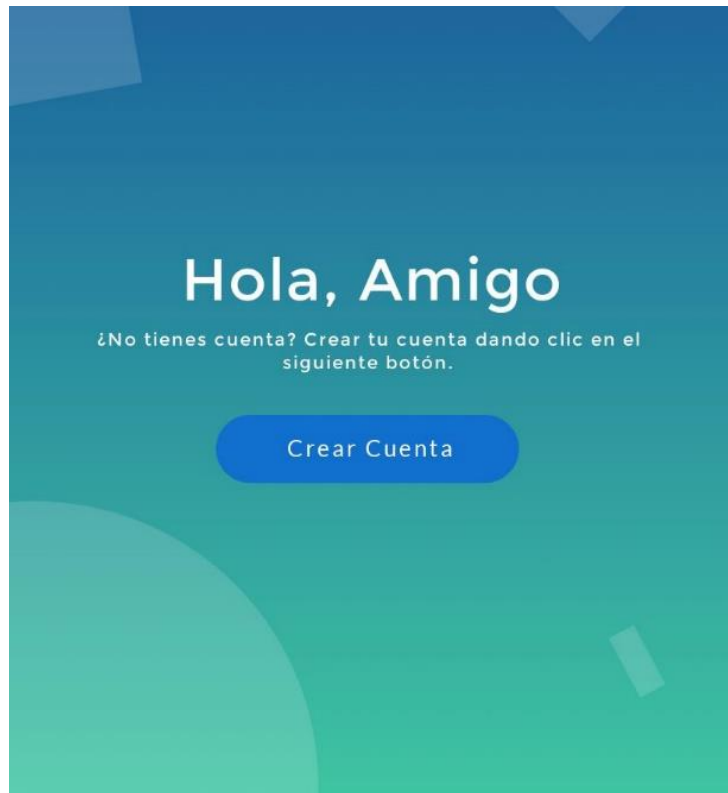 Hola, Amigo
¿No tienes cuenta? Crear tu cuenta dando clic en el
siguiente botón.
Crear Cuenta